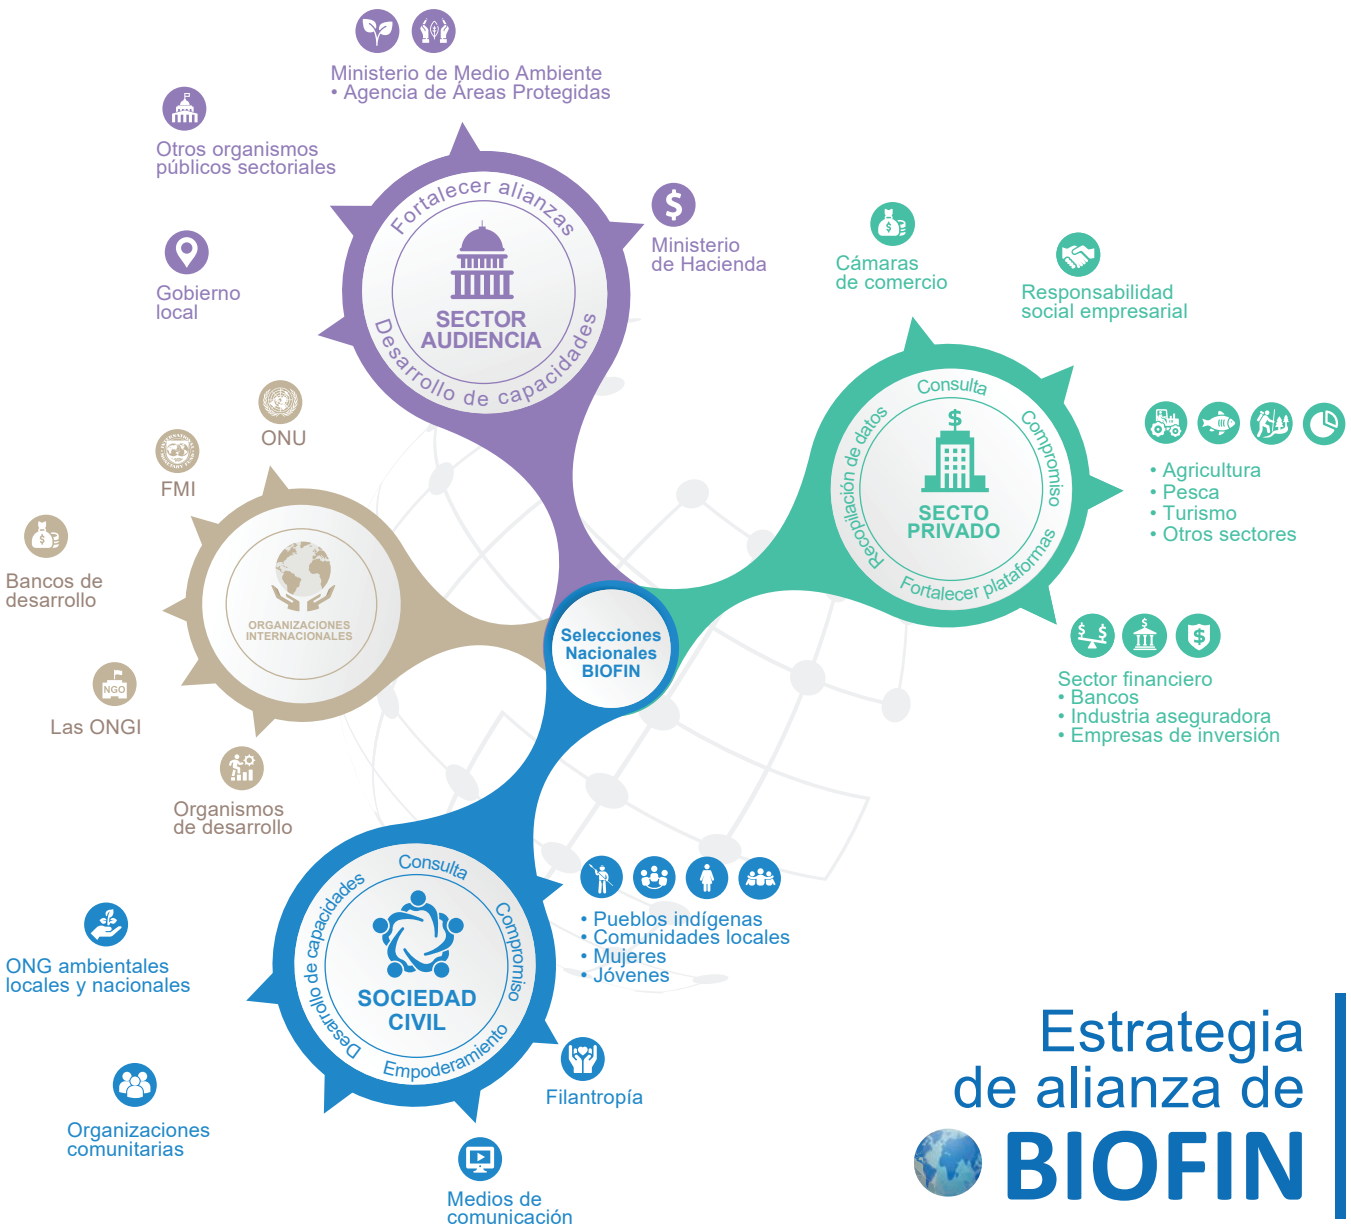 Ministerio de Medio Ambiente
• Agencia de Áreas Protegidas
Otros organismos
públicos sectoriales
Gobierno
local
Ministerio
de Hacienda
Fortalecer alianzas
SECTOR
AUDIENCIA
Desarrollo de capacidades
Cámaras
de comercio
Responsabilidad
social empresarial
Consulta
Compromiso
Recopilación de datos
Fortalecer plataformas
$
SECTO
PRIVADO
• Agricultura
• Pesca
• Turismo
• Otros sectores
Sector financiero
• Bancos
• Industria aseguradora
• Empresas de inversión
ONU
FMI
Bancos de
desarrollo
NGO
Las ONGI
Organismos
de desarrollo
ORGANIZACIONES
INTERNACIONALES
Selecciones
Nacionales
BIOFIN
Consulta
Compromiso
Desarrollo de capacidades
Empoderamiento
SOCIEDAD
CIVIL
• Pueblos indígenas
• Comunidades locales
• Mujeres
• Jóvenes
ONG ambientales
locales y nacionales
Organizaciones
comunitarias
Filantropía
Medios de
comunicación
Estrategia
de alianza de
BIOFIN